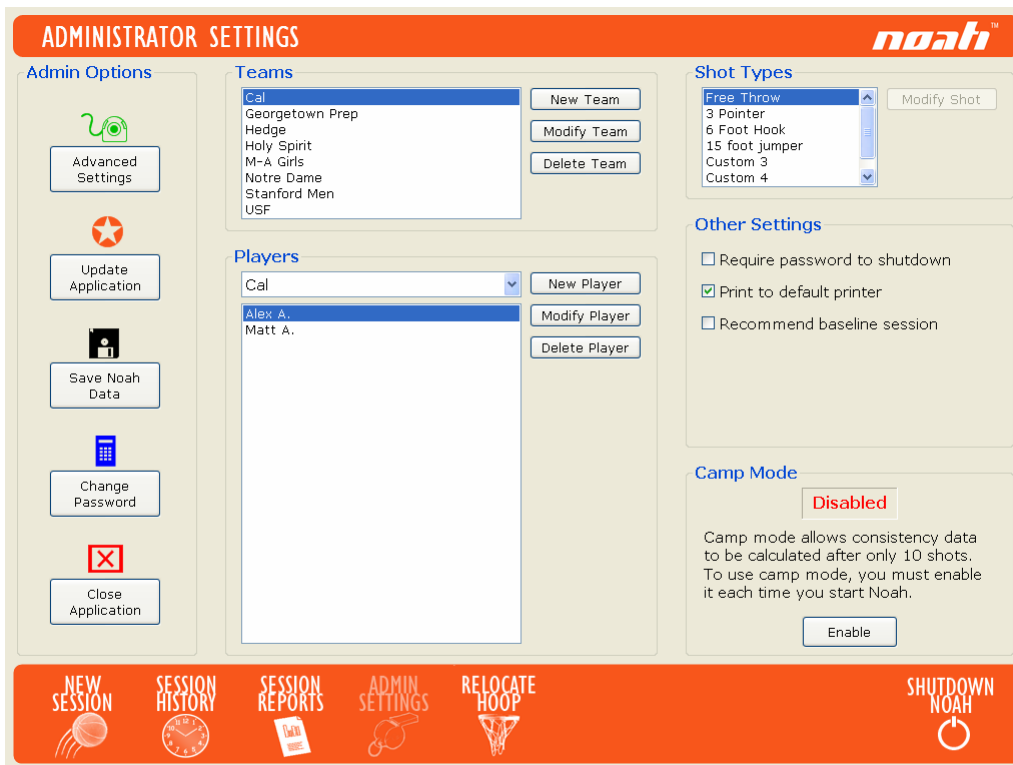 ADMINISTRATOR SETTINGS
noah™
Admin Options
Advanced
Settings
Update
Application
Save Noah
Data
Change
Password
Close
Application
Teams
Cal
Georgetown Prep
Hedge
Holy Spirit
M-A Girls
Notre Dame
Stanford Men
USF
New Team
Modify Team
Delete Team
Players
Cal
Alex A.
Matt A.
New Player
Modify Player
Delete Player
Shot Types
Free Throw
3 Pointer
6 Foot Hook
15 foot jumper
Custom 3
Custom 4
Modify Shot
Other Settings
Require password to shutdown
Print to default printer
Recommend baseline session
Camp Mode
Disabled
Camp mode allows consistency data
to be calculated after only 10 shots.
To use camp mode, you must enable
it each time you start Noah.
Enable
NEW
SESSION
SESSION
HISTORY
SESSION
REPORTS
ADMIN
SETTINGS
RELOCATE
HOOP
SHUTDOWN
NOAH